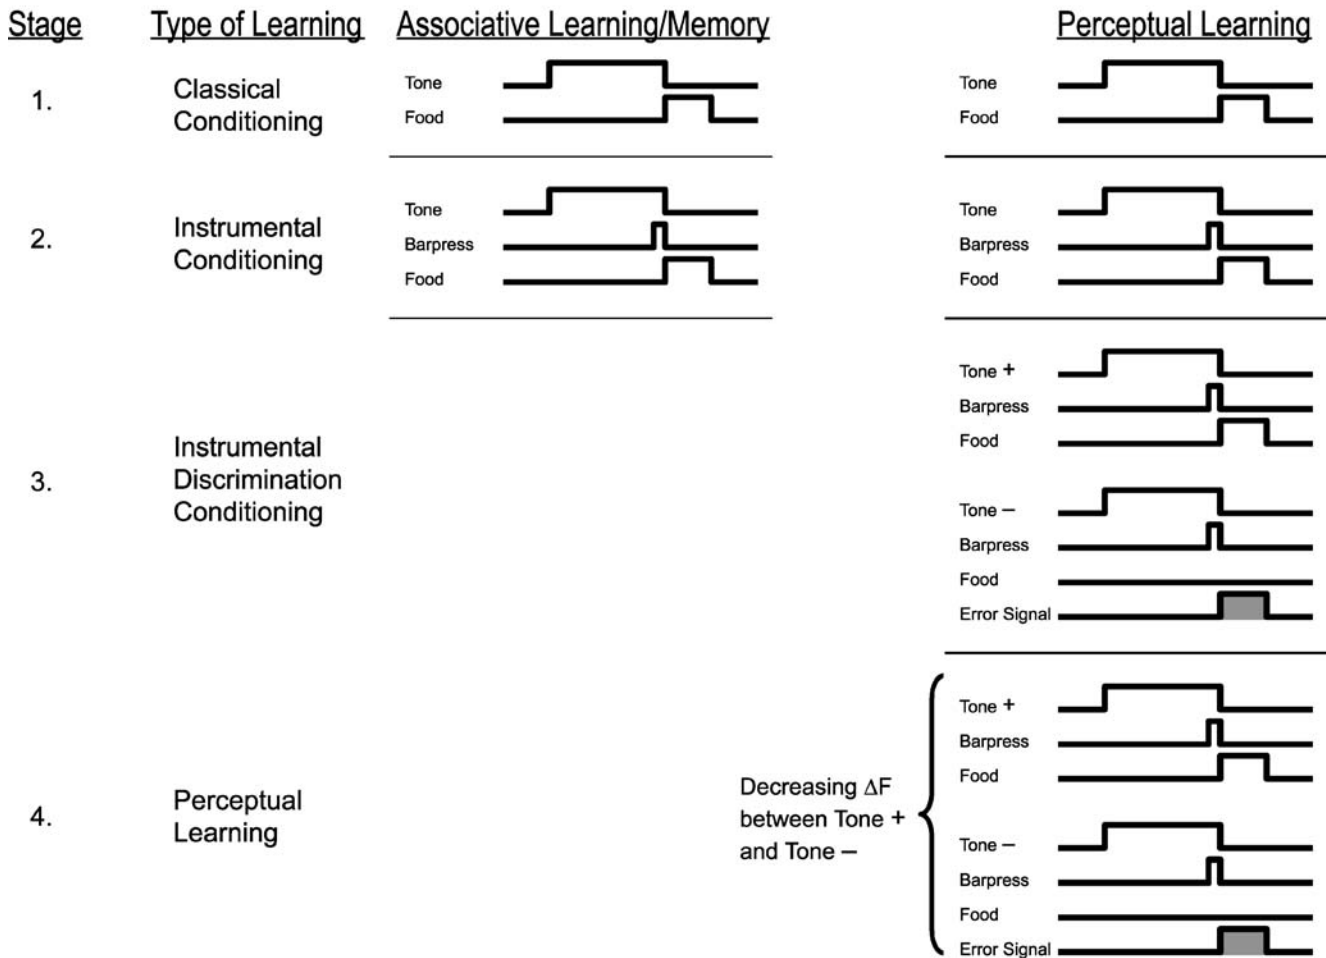 Stage Type of Learning Associative Learning/Memory Perceptual Learning
1.
Classical
Conditioning
Tone
Food
Tone
Food
2.
Instrumental
Conditioning
Tone
Barpress
Food
Tone
Barpress
Food
3.
Instrumental
Discrimination
Conditioning
Tone +
Barpress
Food
Tone –
Barpress
Food
Error Signal
4.
Perceptual
Learning
Decreasing ΔF
between Tone +
and Tone –
Tone +
Barpress
Food
Tone –
Barpress
Food
Error Signal